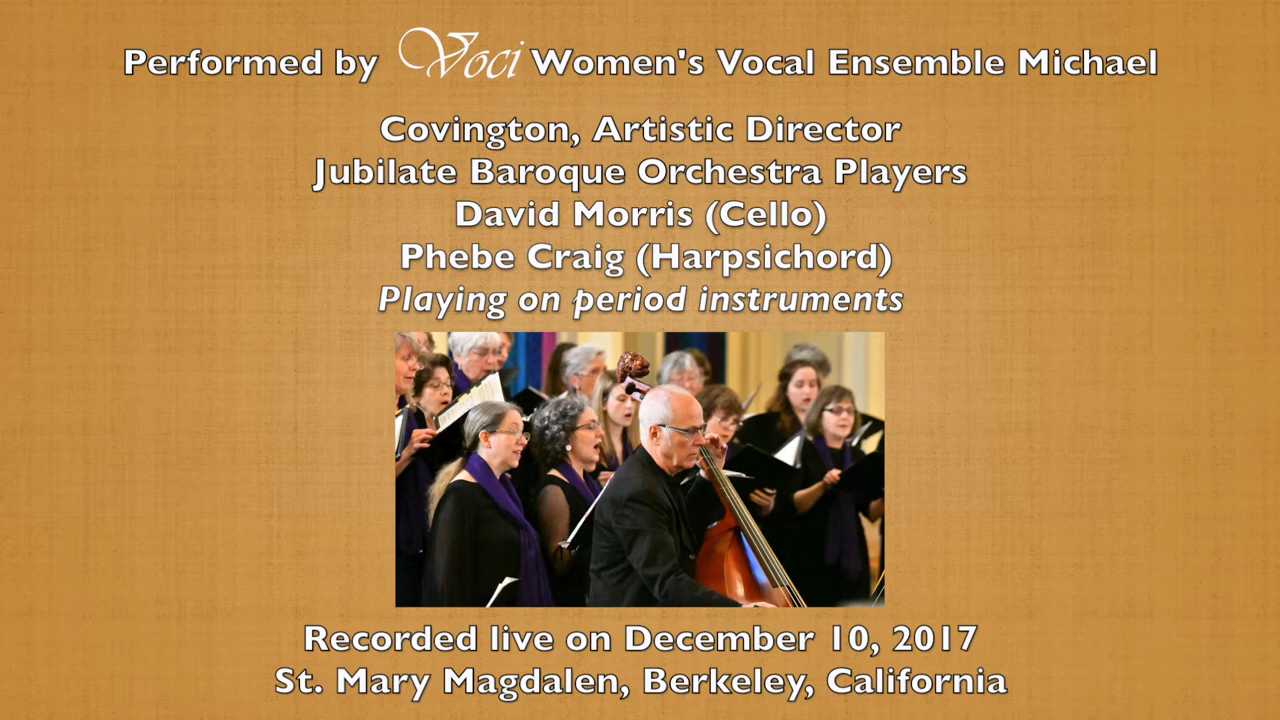 Performed by Voci Women's Vocal Ensemble Michael
Covington, Artistic Director
Jubilate Baroque Orchestra Players
David Morris (Cello)
Phebe Craig (Harpsichord)
Playing on period instruments
Recorded live on December 10, 2017
St. Mary Magdalen, Berkeley, California